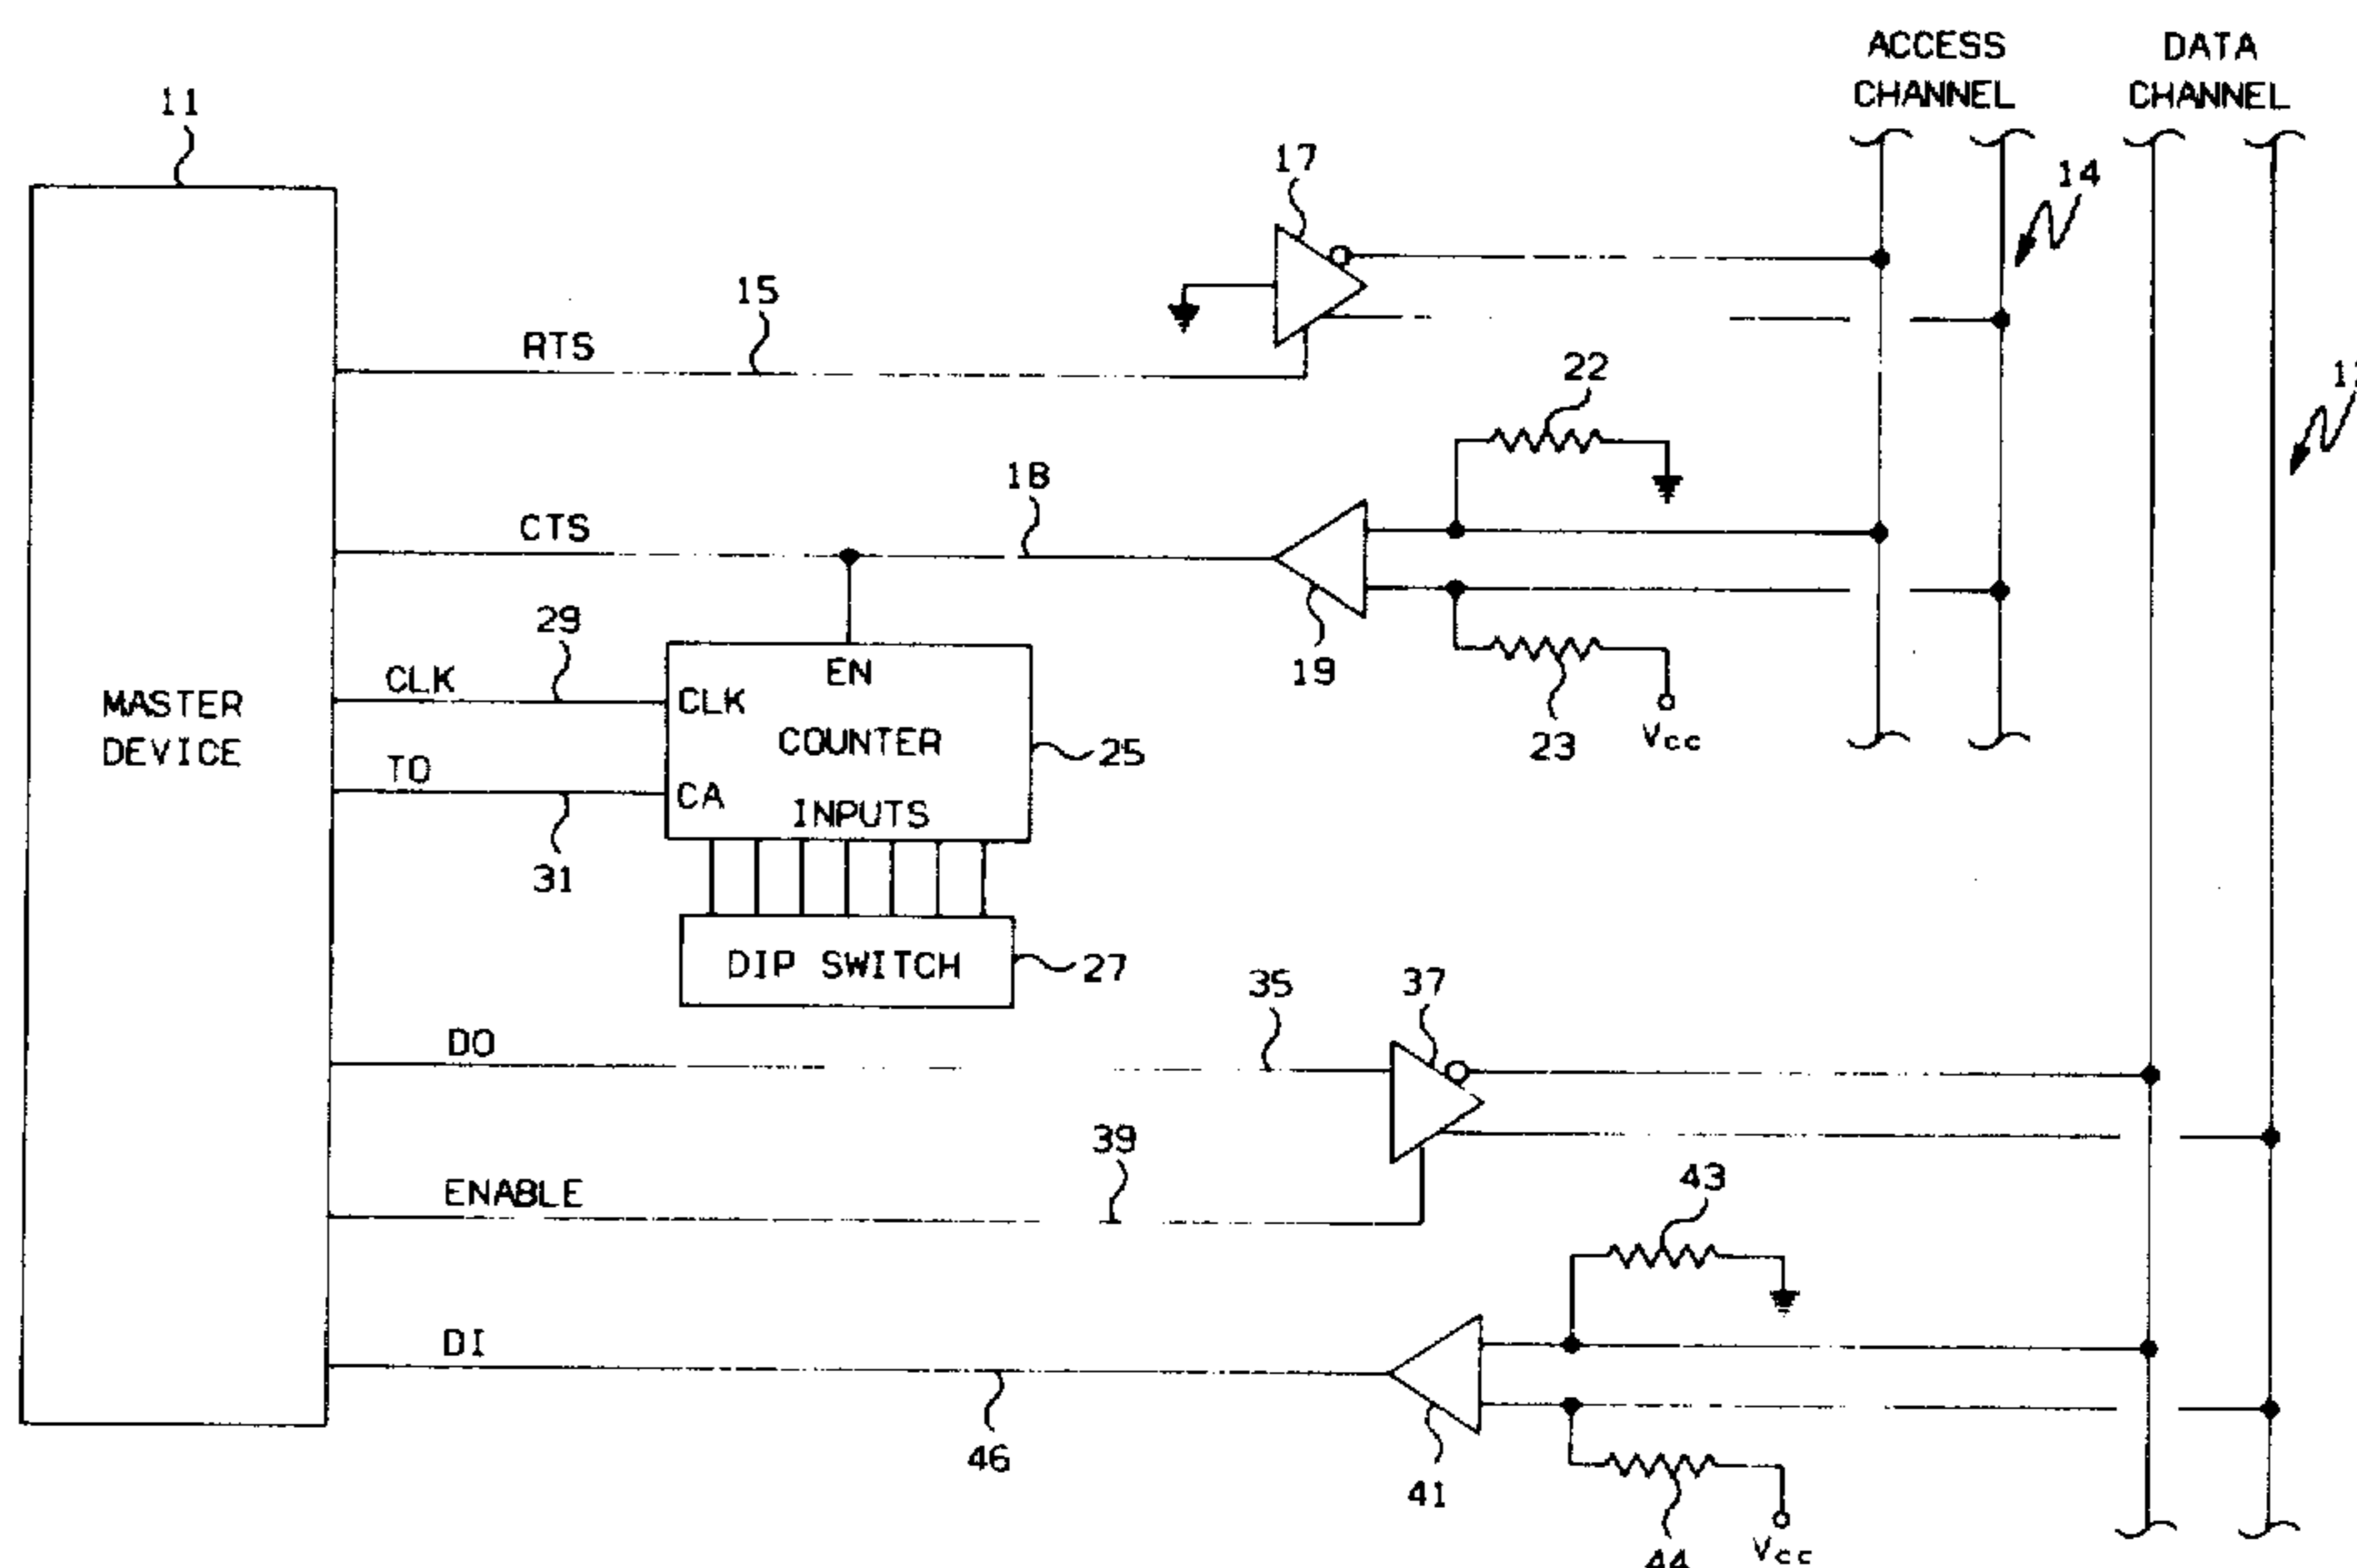 ACCESS
CHANNEL
DATA
CHANNEL
11
17
14
15
RTS
22
18
CTS
29
19
23
Vcc
CLK
EN
CLK
MASTER
DEVICE
COUNTER
25
TO
CA
INPUTS
31
DIP SWITCH
27
35
37
DO
39
ENABLE
43
DI
46
41
44
Vcc